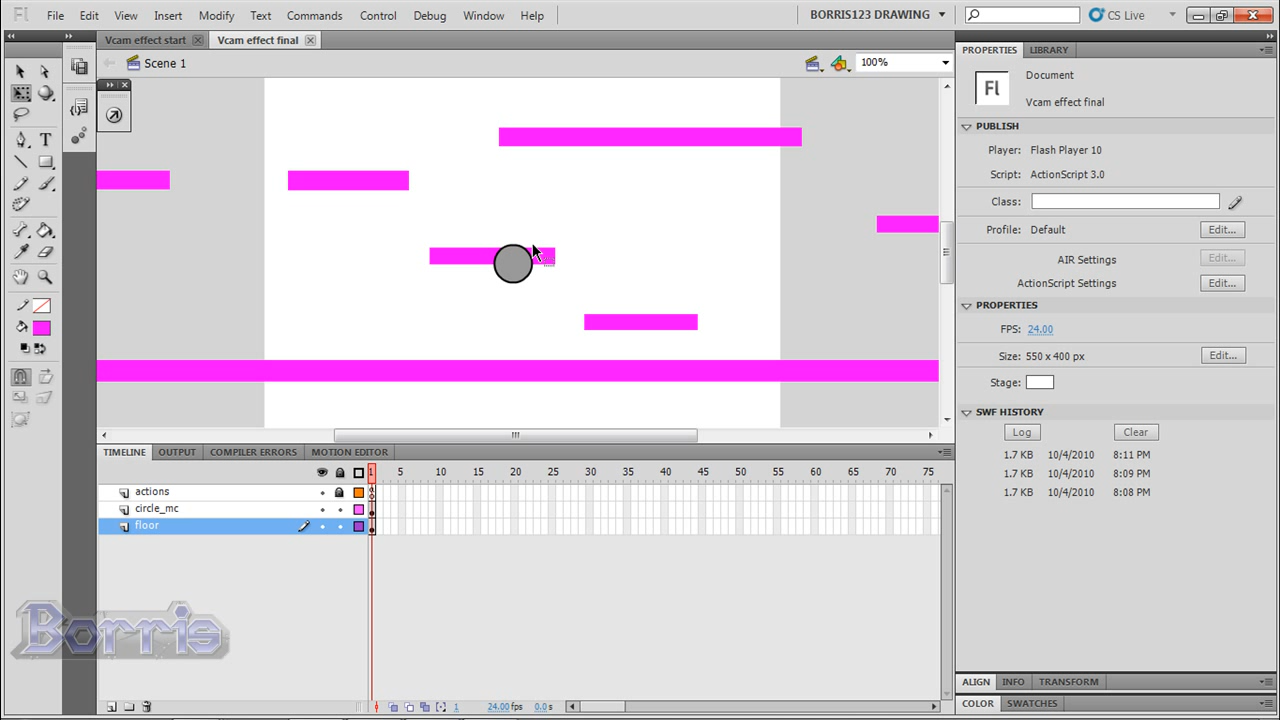 Fl File Edit View Insert Modify Text Commands Control Debug Window Help BORRIS123 DRAWING CS Live
Vcam effect start Vcam effect final
Scene 1 100%
PROPERTIES LIBRARY
Fl Document
Vcam effect final
PUBLISH
Player: Flash Player 10
Script: ActionScript 3.0
Class:
Profile: Default Edit...
AIR Settings Edit...
ActionScript Settings Edit...
PROPERTIES
FPS: 24.00
Size: 550 x 400 px Edit...
Stage:
SWF HISTORY
Log Clear
1.7 KB 10/4/2010 8:11 PM
1.7 KB 10/4/2010 8:09 PM
1.7 KB 10/4/2010 8:08 PM
TIMELINE OUTPUT COMPILER ERRORS MOTION EDITOR
1 5 10 15 20 25 30 35 40 45 50 55 60 65 70 75
actions
circle_mc
floor
Borris
1 24.00fps 0.0s
ALIGN INFO TRANSFORM
COLOR SWATCHES